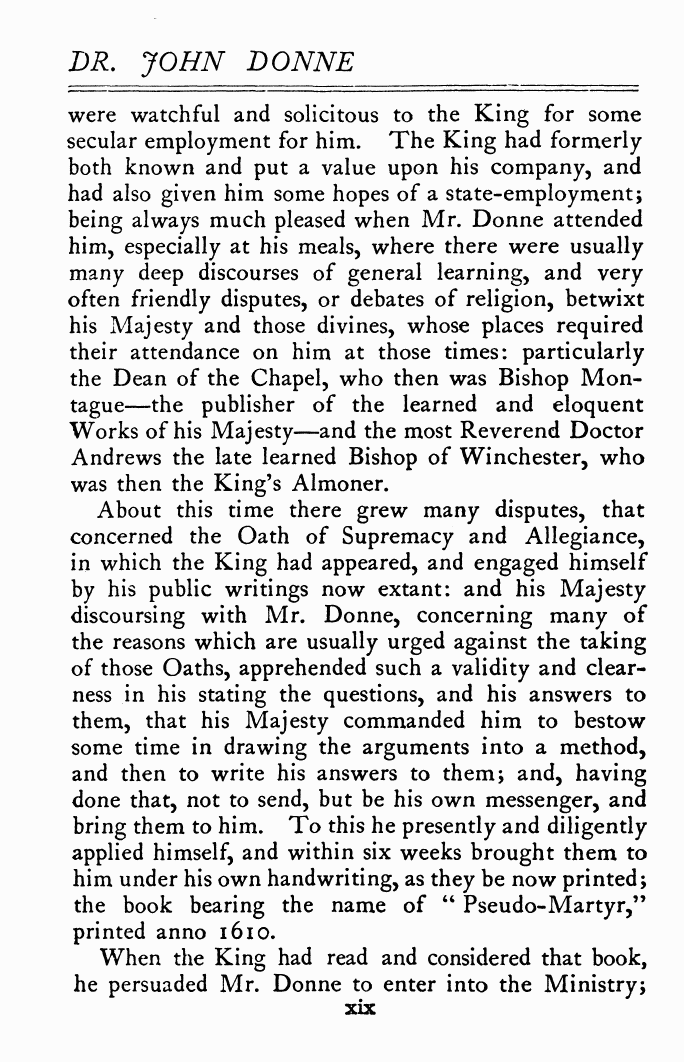 DR. JOHN DONNE
were watchful and solicitous to the King for some
secular employment for him. The King had formerly
both known and put a value upon his company, and
had also given him some hopes of a state-employment;
being always much pleased when Mr. Donne attended
him, especially at his meals, where there were usually
many deep discourses of general learning, and very
often friendly disputes, or debates of religion, betwixt
his Majesty and those divines, whose places required
their attendance on him at those times: particularly
the Dean of the Chapel, who then was Bishop Mon-
tague—the publisher of the learned and eloquent
Works of his Majesty—and the most Reverend Doctor
Andrews the late learned Bishop of Winchester, who
was then the King's Almoner.
About this time there grew many disputes, that
concerned the Oath of Supremacy and Allegiance,
in which the King had appeared, and engaged himself
by his public writings now extant: and his Majesty
discoursing with Mr. Donne, concerning many of
the reasons which are usually urged against the taking
of those Oaths, apprehended such a validity and clear-
ness in his stating the questions, and his answers to
them, that his Majesty commanded him to bestow
some time in drawing the arguments into a method,
and then to write his answers to them; and, having
done that, not to send, but be his own messenger, and
bring them to him. To this he presently and diligently
applied himself, and within six weeks brought them to
him under his own handwriting, as they be now printed;
the book bearing the name of “Pseudo-Martyr,”
printed anno 1610.
When the King had read and considered that book,
he persuaded Mr. Donne to enter into the Ministry;
xix